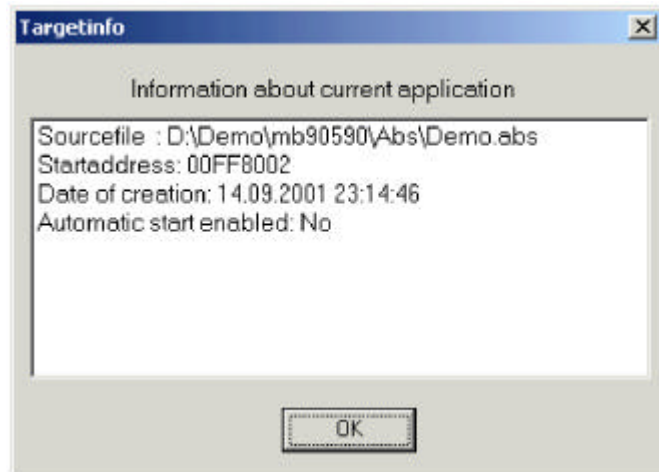 Targetinfo
Information about current application
Sourcefile : D:\Demo\mb90590\Abs\Demo.abs
Startaddress: 00FF8002
Date of creation: 14.09.2001 23:14:46
Automatic start enabled: No
OK